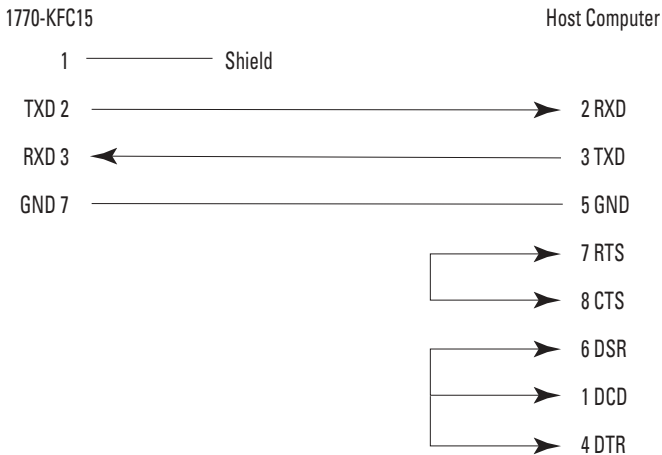 1770-KFC15 Host Computer
1 Shield
TXD 2 2 RXD
RXD 3 3 TXD
GND 7 5 GND
7 RTS
8 CTS
6 DSR
1 DCD
4 DTR